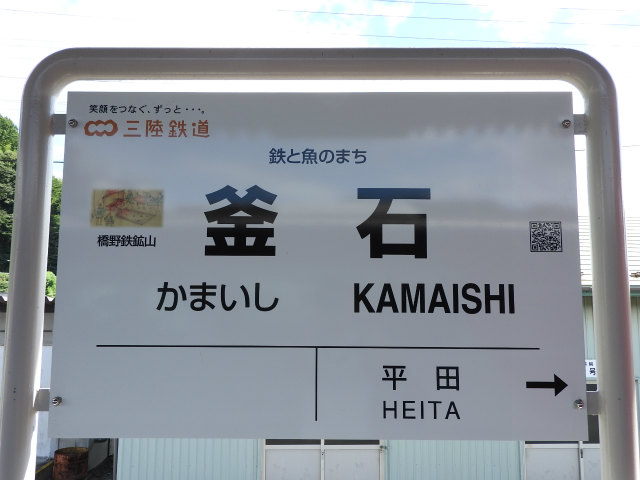 笑顔をつなぐ、ずっと・・・。
三陸鉄道
鉄と魚のまち
釜石
橋野鉄鉱山
かまいし KAMAISHI
平田
HEITA
号